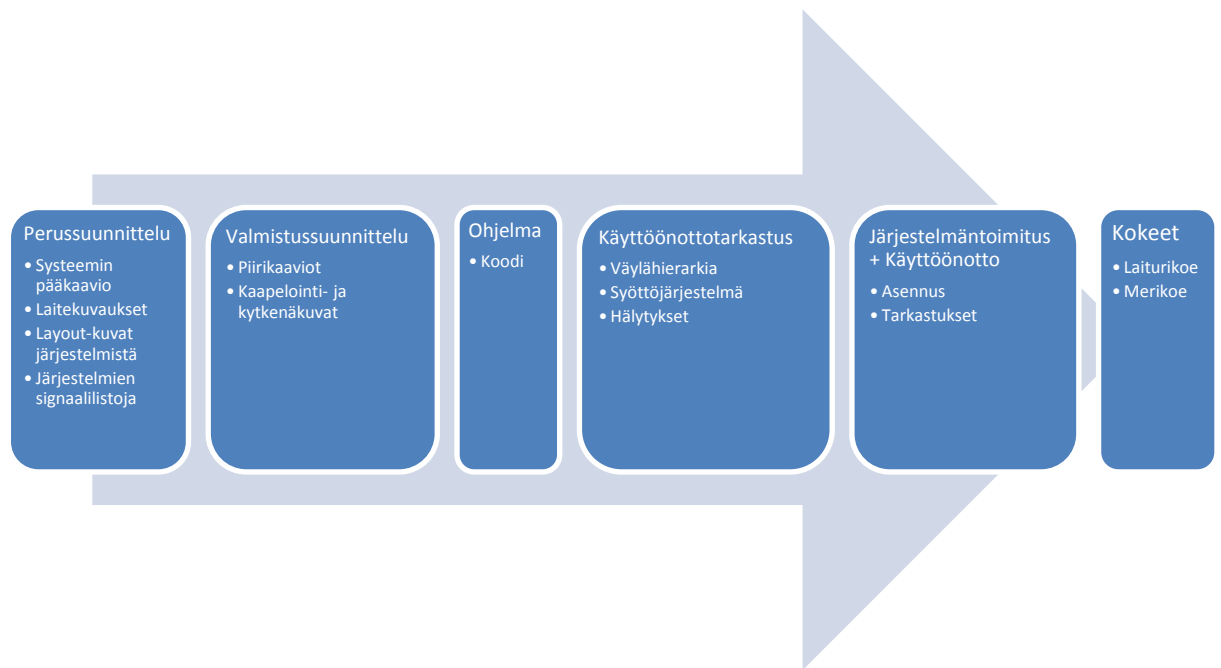 Perussuunnittelu
• Systeemin
pääkaavio
• Laitekuvaukset
• Layout-kuvat
järjestelmistä
• Järjestelmien
signaalilistoja
Valmistussuunnittelu
• Piirikaaviot
• Kaapelointi- ja
kytkenäkuvat
Ohjelma
• Koodi
Käyttöönottotarkastus
• Väylähierarkia
• Syöttöjärjestelmä
• Hälytykset
Järjestelmäntoimitus
+ Käyttöönotto
• Asennus
• Tarkastukset
Kokeet
• Laiturikoe
• Merikoe